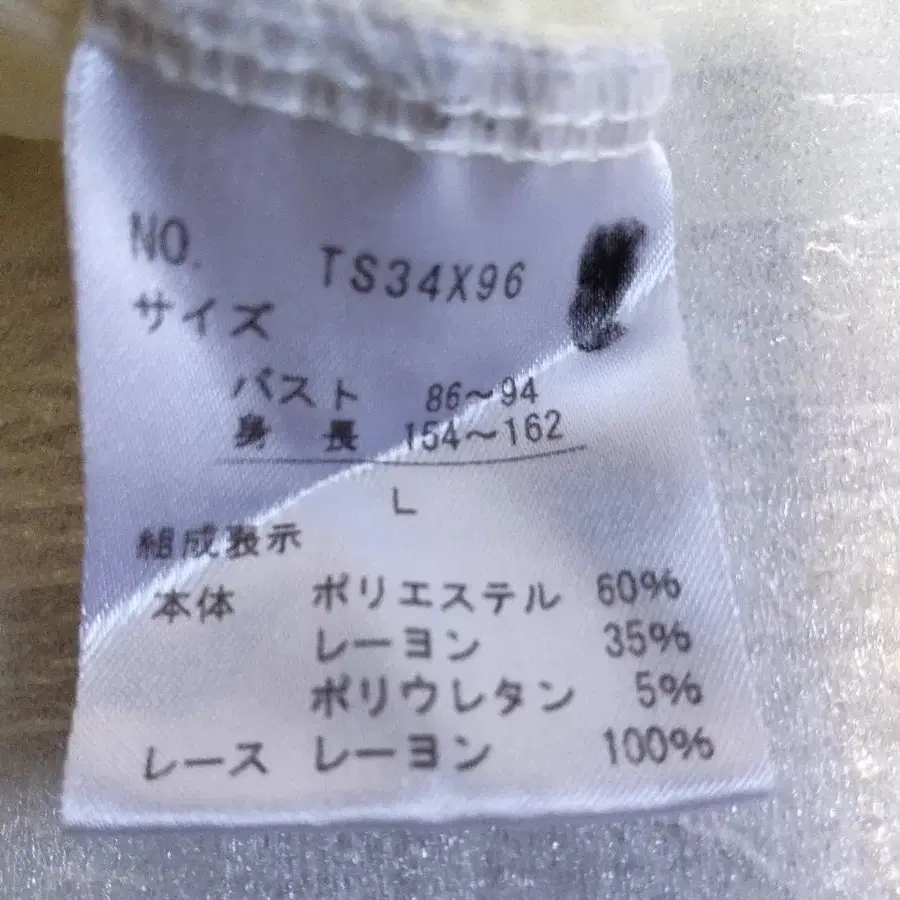 NO. TS34X96
サイズ
バスト 86～94
身長 154～162
L
組成表示
本体 ポリエステル 60%
レーヨン 35%
ポリウレタン 5%
レース レーヨン 100%